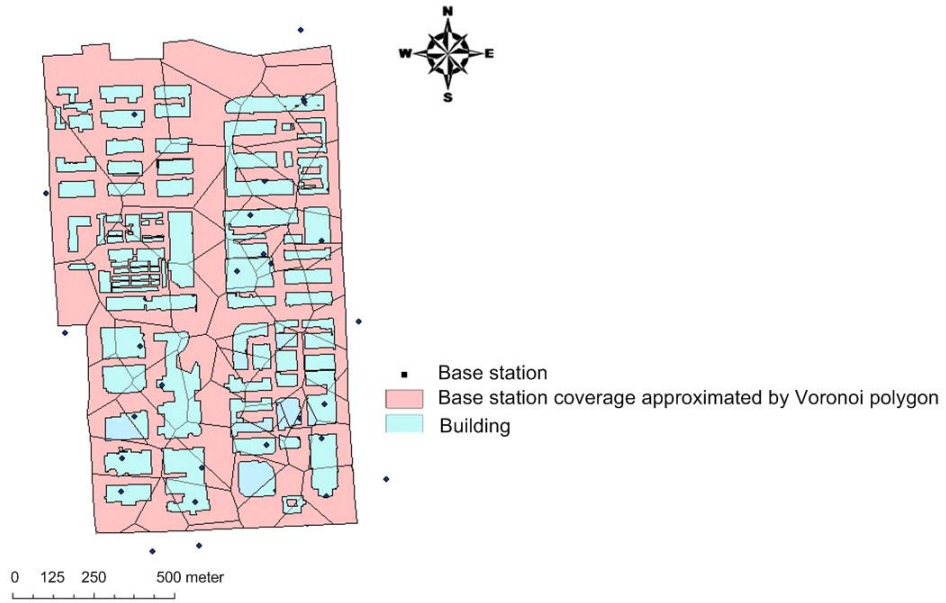 N
W E
S
Base station
Base station coverage approximated by Voronoi polygon
Building
0 125 250 500 meter